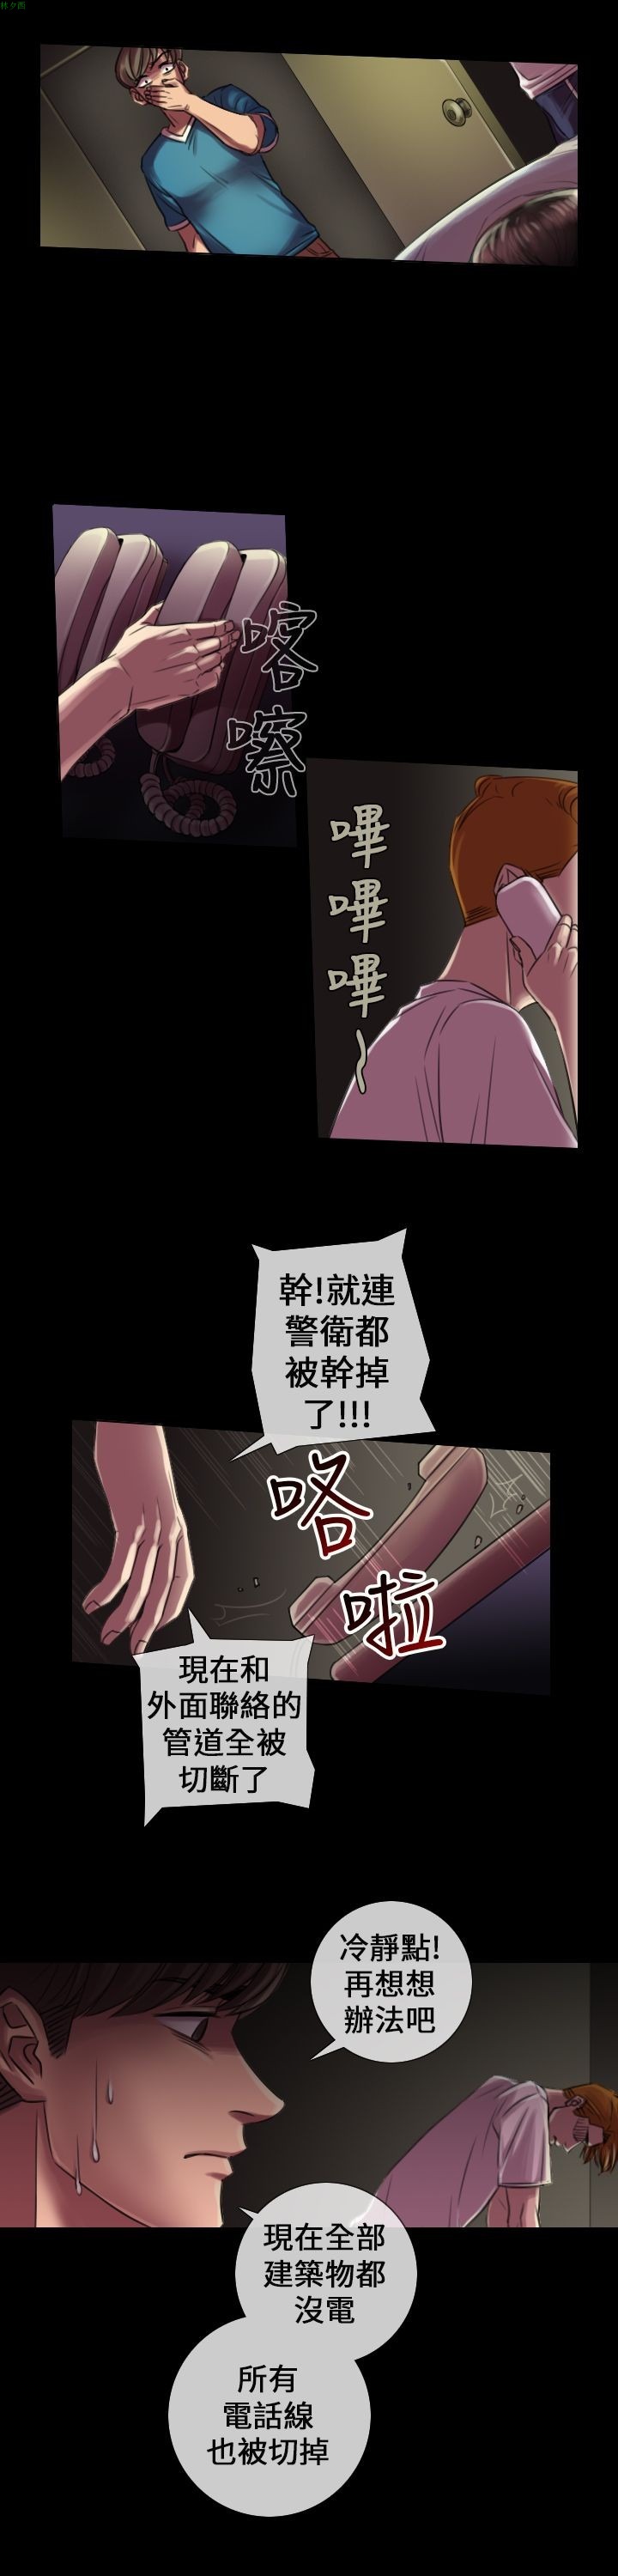 林夕西
喀
嚓
嗶
嗶
嗶
~
幹!就連
警衛都
被幹掉
了!!!
咯
啦
現在和
外面聯絡的
管道全被
切斷了
冷靜點!
再想想
辦法吧
現在全部
建築物都
沒電
所有
電話線
也被切掉